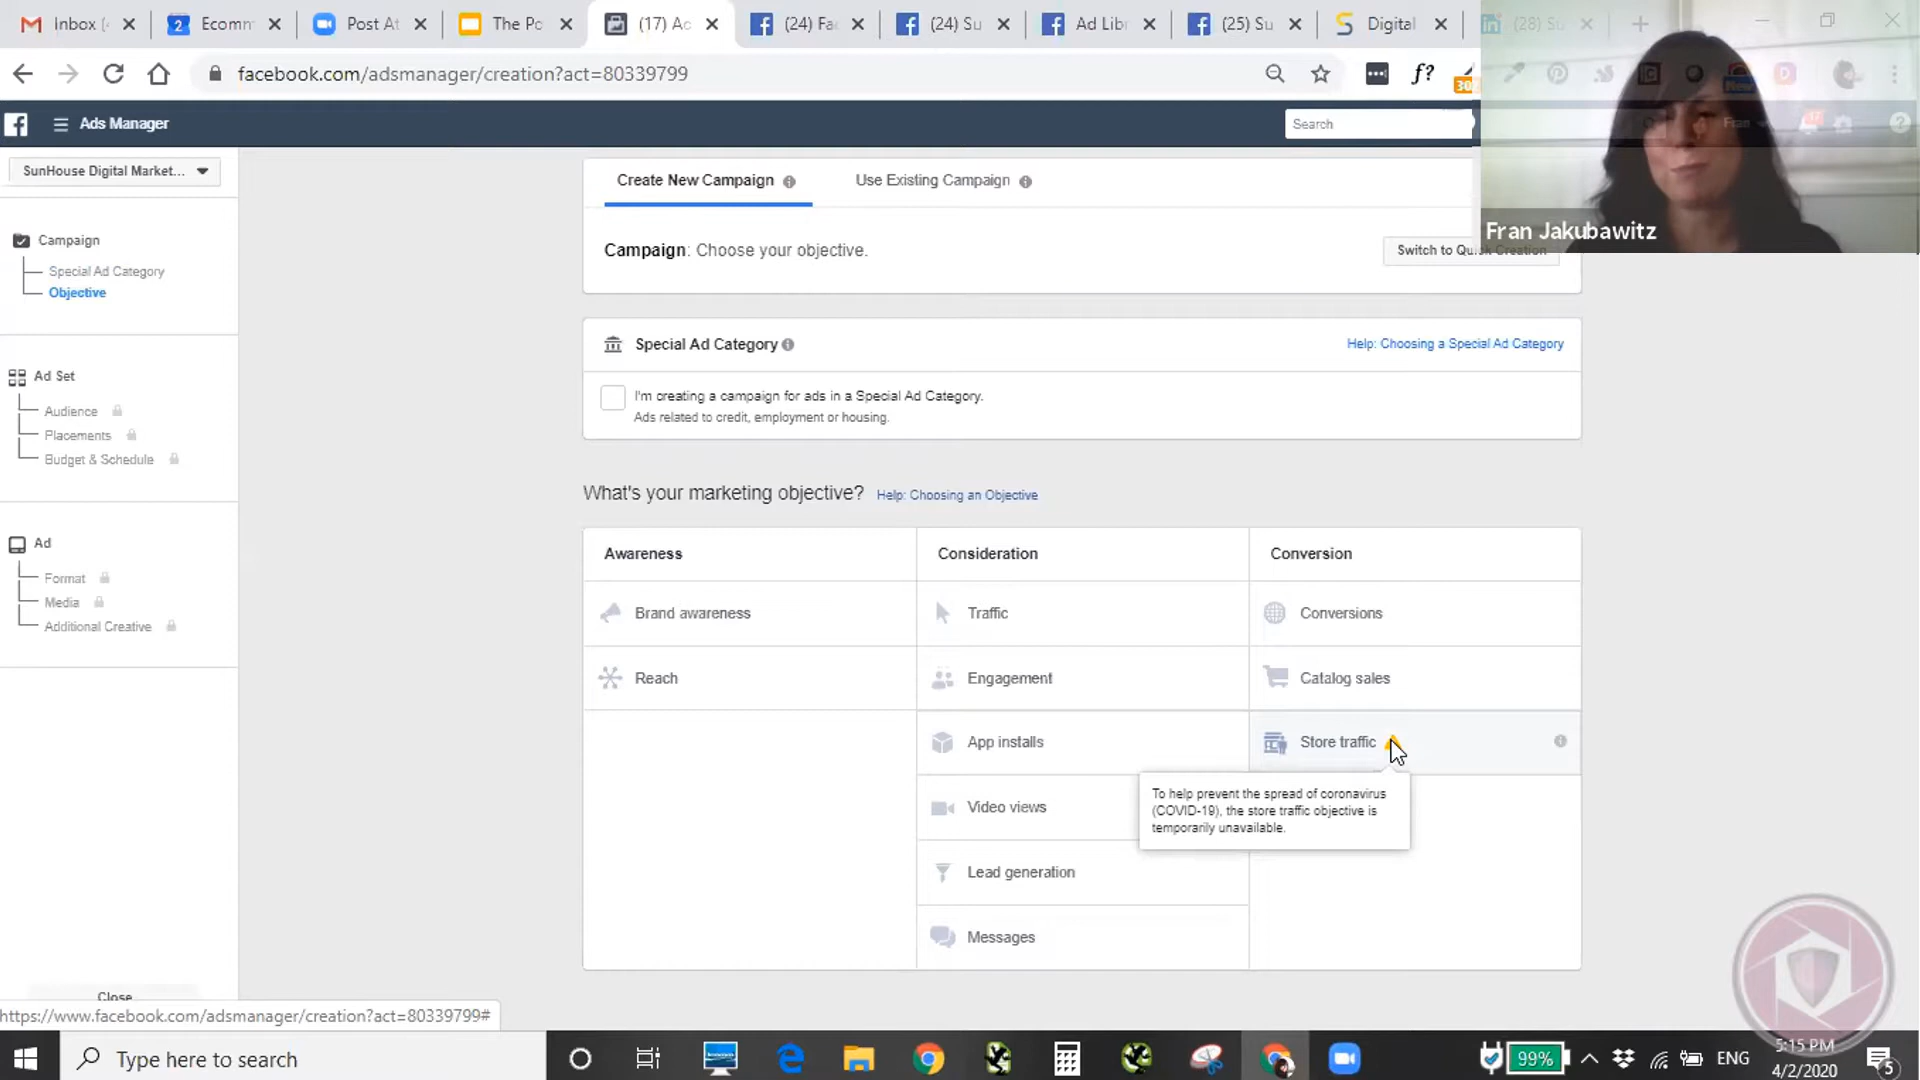 Inbox (4
Ecomm
Post At
The Po
(17) Ac
(24) Fa
(24) Su
Ad Libr
(25) Su
Digital
(28) Su
facebook.com/adsmanager/creation?act=80339799
f?
New
Ads Manager
Search
Fran
SunHouse Digital Market...
Create New Campaign
Use Existing Campaign
Fran Jakubawitz
Campaign
Special Ad Category
Objective
Campaign: Choose your objective.
Switch to Quick Creation
Special Ad Category
Help: Choosing a Special Ad Category
I'm creating a campaign for ads in a Special Ad Category.
Ads related to credit, employment or housing.
Ad Set
Audience
Placements
Budget & Schedule
What's your marketing objective?
Help: Choosing an Objective
Ad
Format
Media
Additional Creative
Awareness
Consideration
Conversion
Brand awareness
Traffic
Conversions
Reach
Engagement
Catalog sales
App installs
Store traffic
To help prevent the spread of coronavirus
(COVID-19), the store traffic objective is
temporarily unavailable.
Video views
Lead generation
Messages
Close
https://www.facebook.com/adsmanager/creation?act=80339799#
Type here to search
99%
ENG
5:15 PM
4/2/2020
5